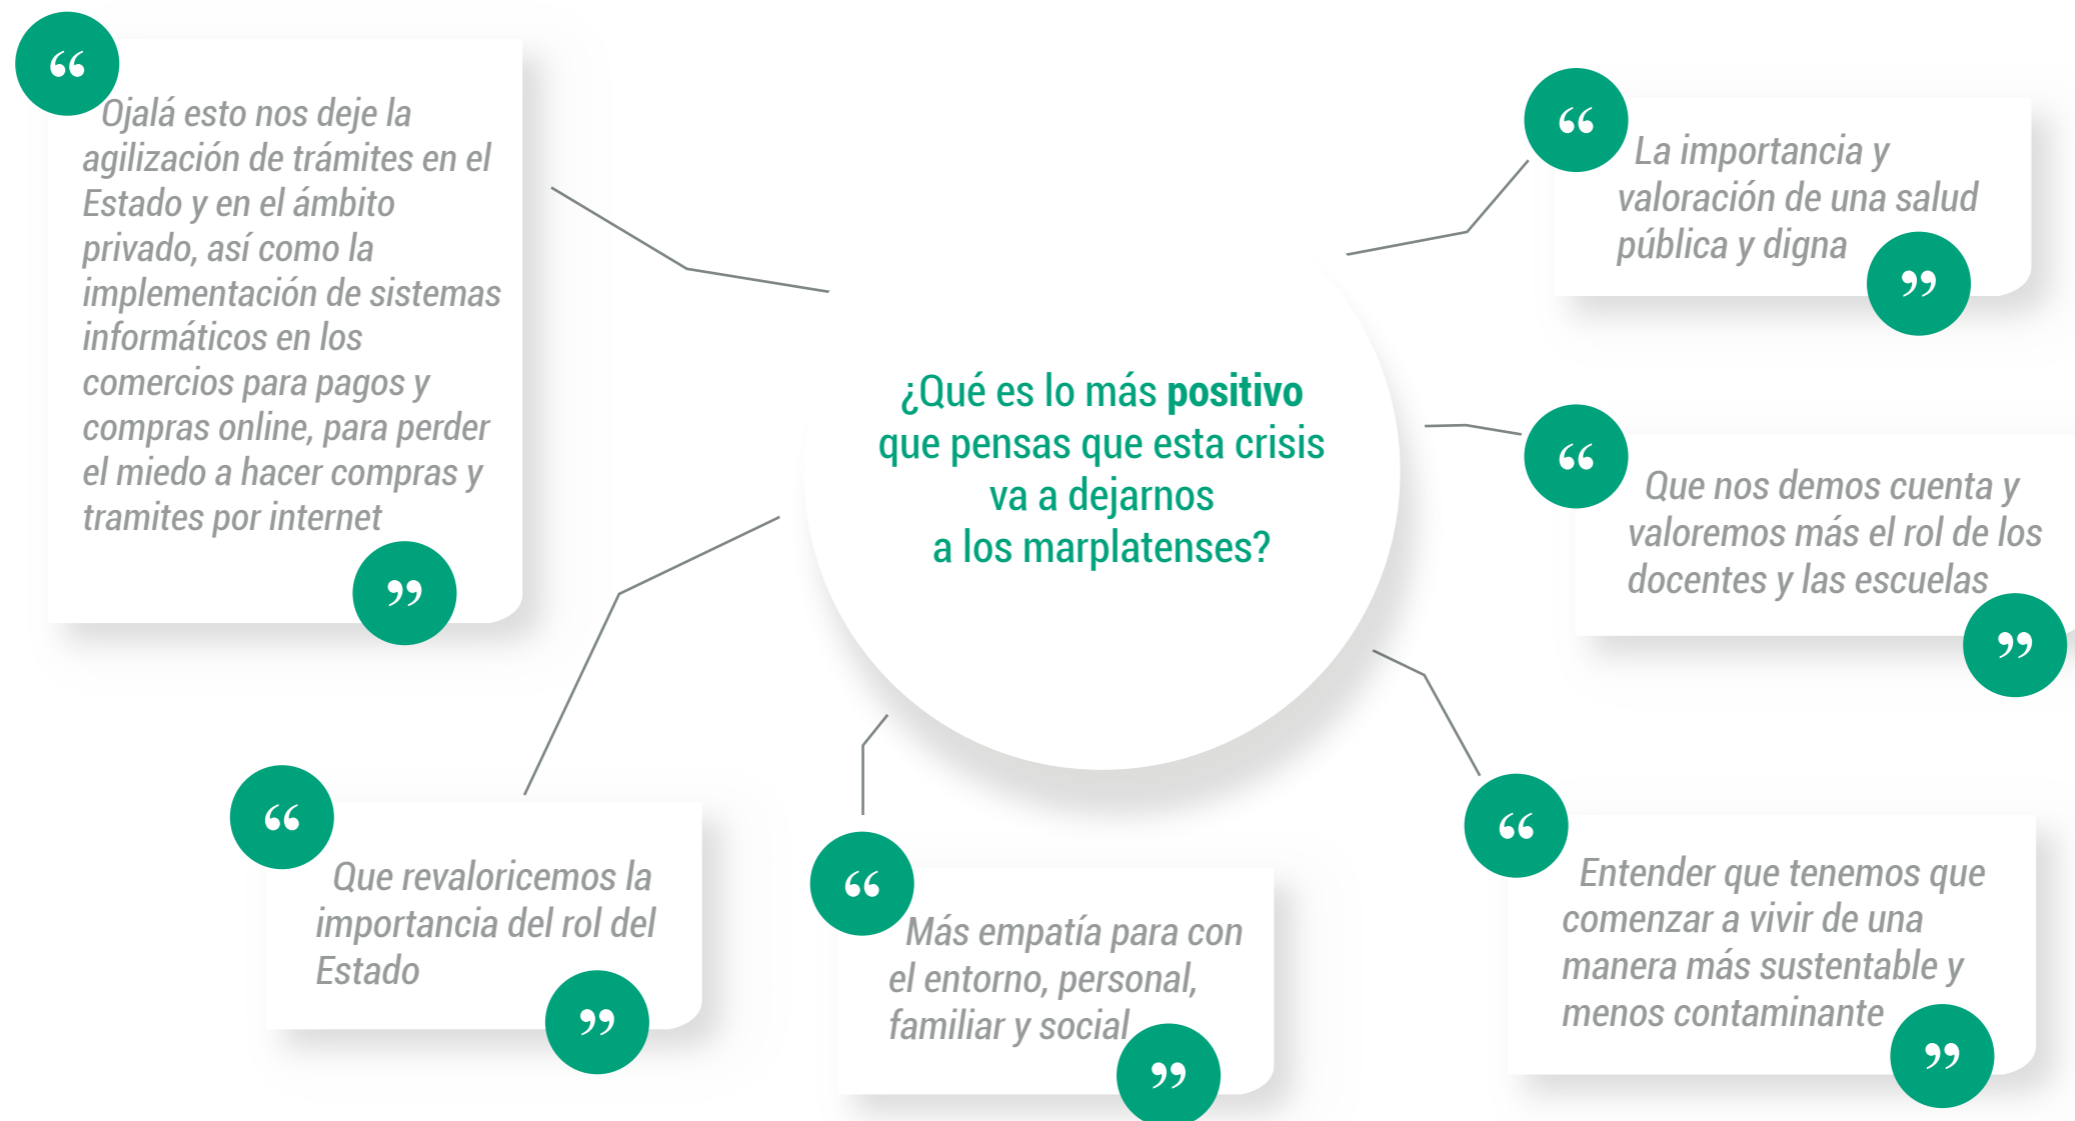 “
Ojalá esto nos deje la
agilización de trámites en el
Estado y en el ámbito
privado, así como la
implementación de sistemas
informáticos en los
comercios para pagos y
compras online, para perder
el miedo a hacer compras y
tramites por internet
”
¿Qué es lo más positivo
que pensas que esta crisis
va a dejarnos
a los marplatenses?
“
La importancia y
valoración de una salud
pública y digna
”
“
Que nos demos cuenta y
valoremos más el rol de los
docentes y las escuelas
”
“
Que revaloricemos la
importancia del rol del
Estado
”
“
Más empatía para con
el entorno, personal,
familiar y social
”
“
Entender que tenemos que
comenzar a vivir de una
manera más sustentable y
menos contaminante
”